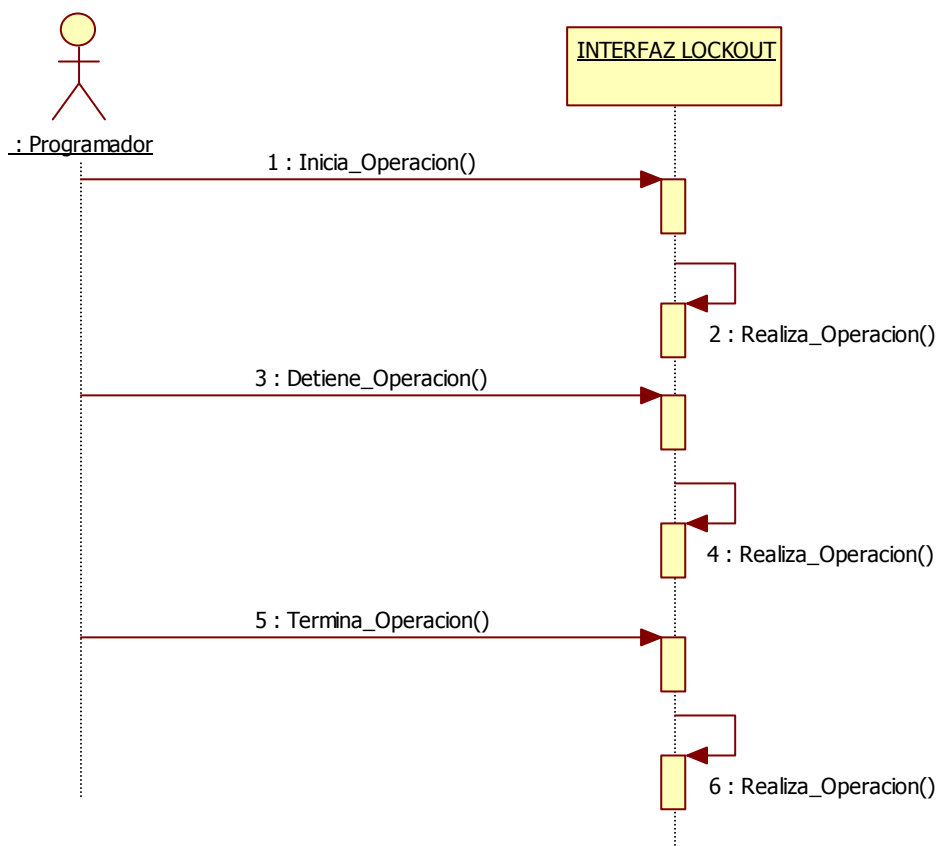 INTERFAZ LOCKOUT
: Programador
1 : Inicia_Operacion()
2 : Realiza_Operacion()
3 : Detiene_Operacion()
4 : Realiza_Operacion()
5 : Termina_Operacion()
6 : Realiza_Operacion()